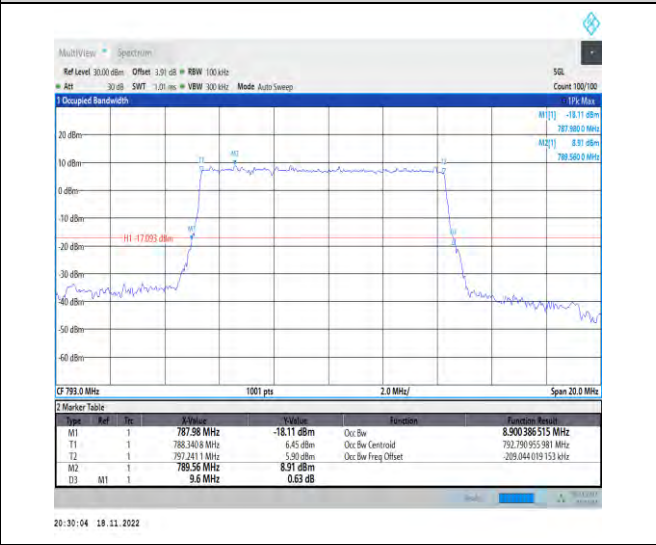 MultiView Spectrum
Ref Level 30.00 dBm Offset 3.91 dB RBW 100 kHz SGL
Att 30 dB SWT 1.01 ms VBW 300 kHz Mode Auto Sweep Count 100/100
1 Occupied Bandwidth 1Pk Max
M1[1] -18.11 dBm
787.980 0 MHz
M2[1] 8.91 dBm
789.560 0 MHz
20 dBm
10 dBm
0 dBm
-10 dBm
-20 dBm
-30 dBm
-40 dBm
-50 dBm
-60 dBm
T1
M2
T2
M1
H1 -17.093 dBm
CF 793.0 MHz 1001 pts 2.0 MHz/ Span 20.0 MHz
2 Marker Table
Type Ref Trc X-Value Y-Value Function Function Result
M1 1 787.98 MHz -18.11 dBm Occ Bw 8.900 386 515 MHz
T1 1 788.340 8 MHz 6.45 dBm Occ Bw Centroid 792.790 955 981 MHz
T2 1 797.241 1 MHz 5.90 dBm Occ Bw Freq Offset -209.044 019 153 kHz
M2 1 789.56 MHz 8.91 dBm
D3 M1 1 9.6 MHz 0.63 dB
20:30:04 18.11.2022